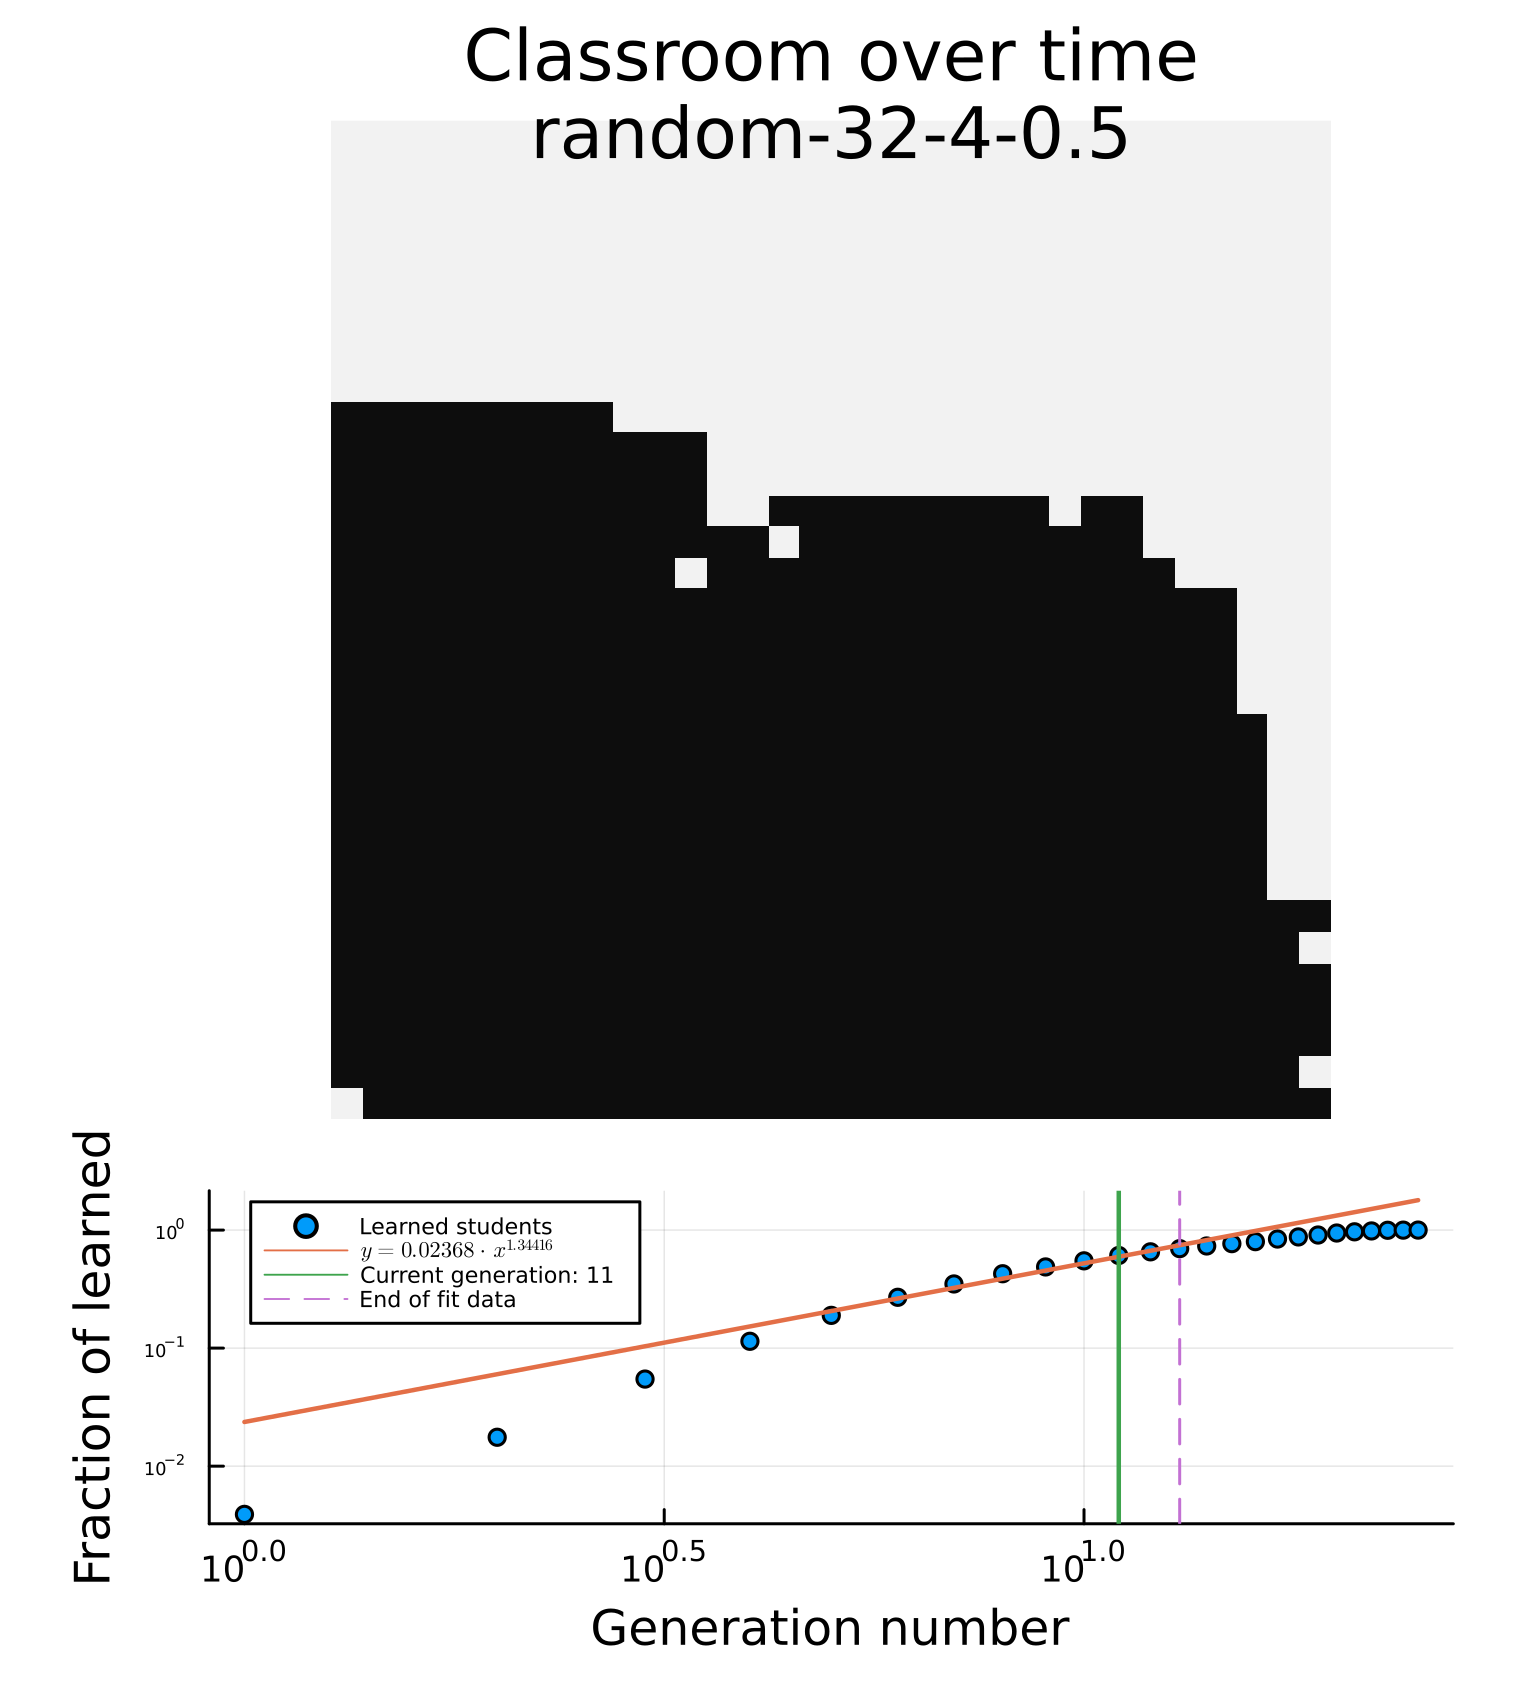 Classroom over time
random-32-4-0.5
Fraction of learned
10⁰
10⁻¹
10⁻²
Learned students
y = 0.02368 · x^1.34416
Current generation: 11
End of fit data
10^0.0
10^0.5
10^1.0
Generation number